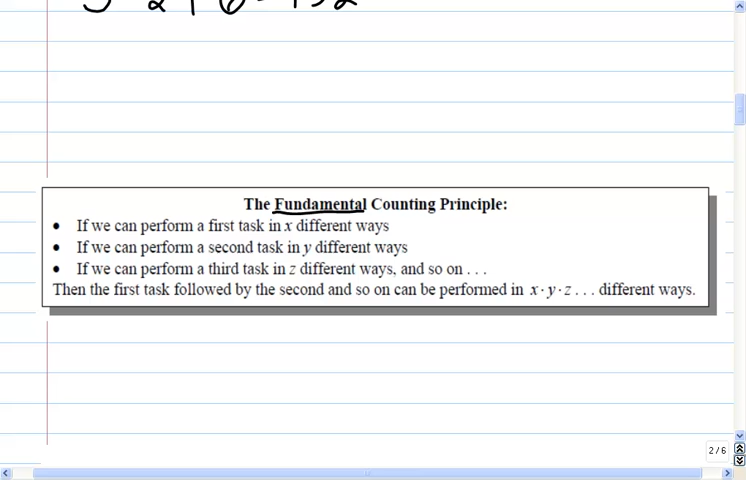 The Fundamental Counting Principle:
• If we can perform a first task in x different ways
• If we can perform a second task in y different ways
• If we can perform a third task in z different ways, and so on . . .
Then the first task followed by the second and so on can be performed in x · y · z . . . different ways.
2 / 6